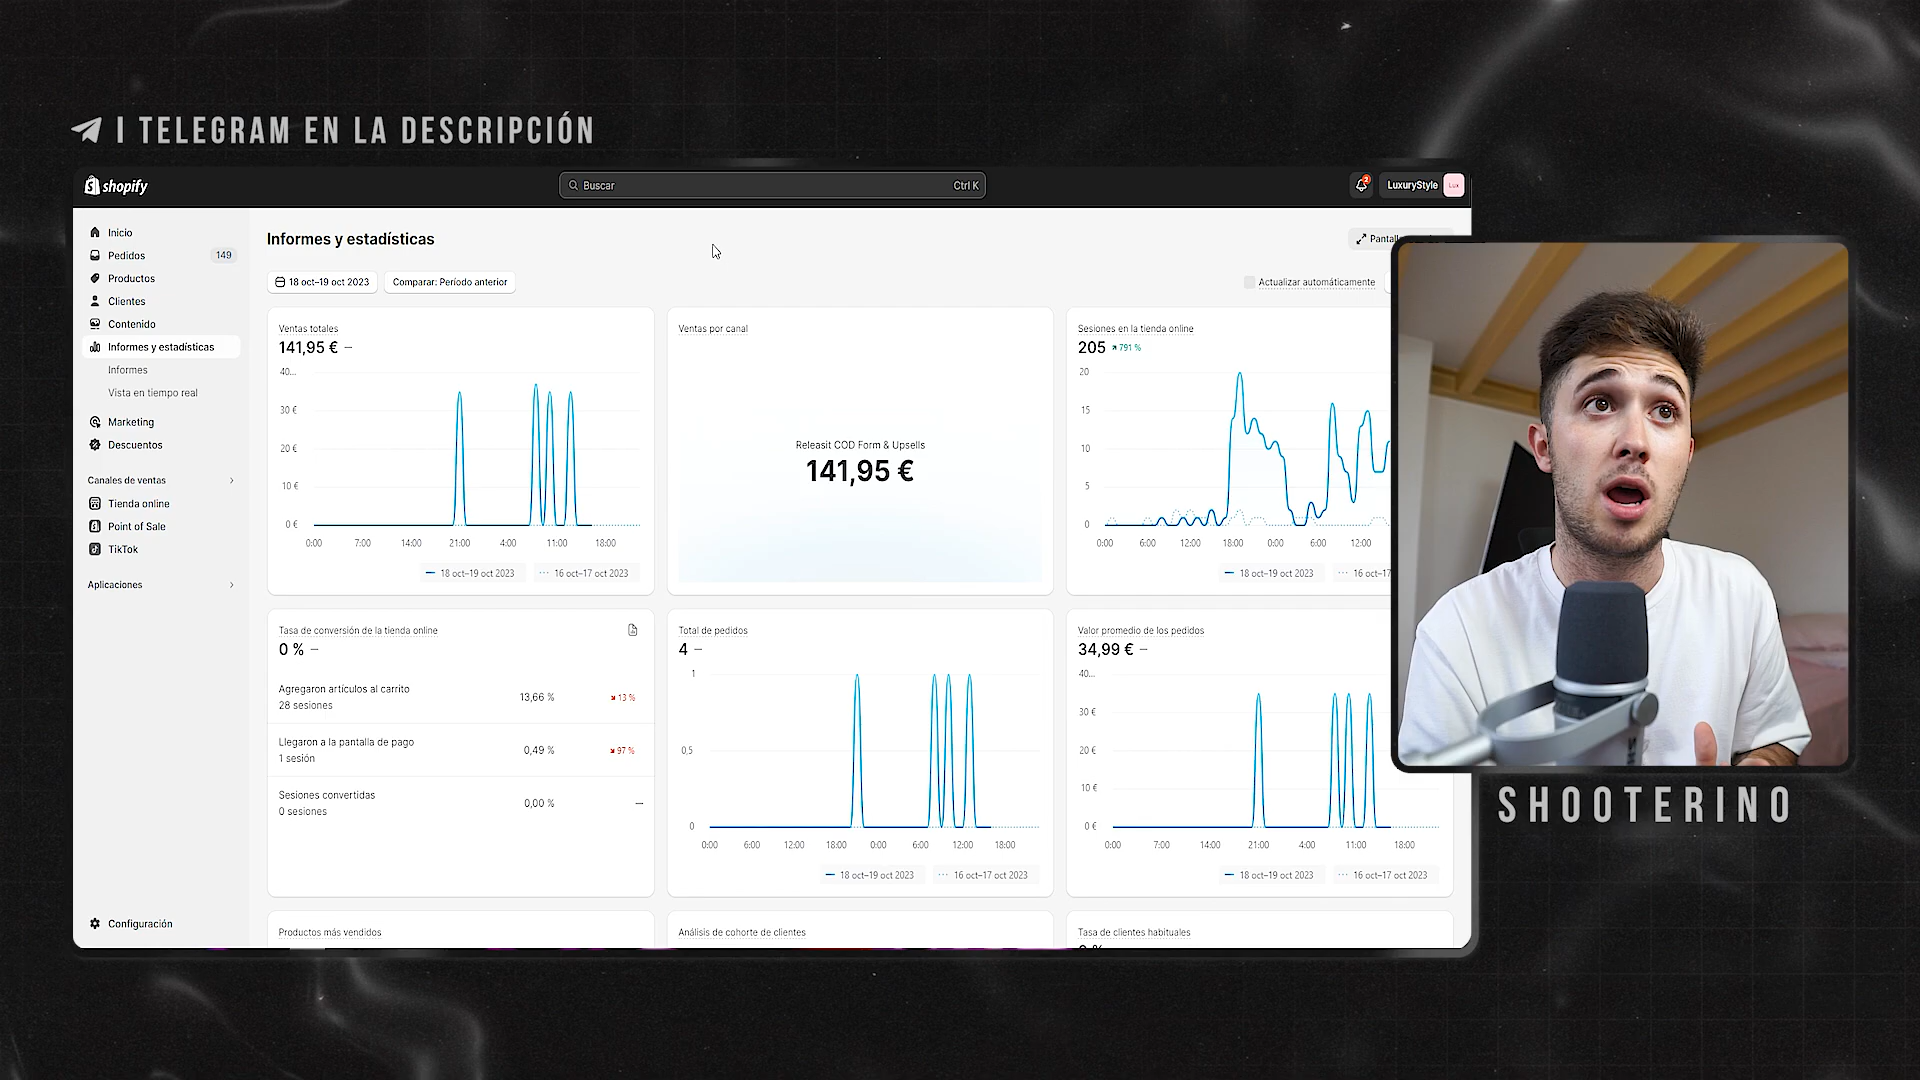 I TELEGRAM EN LA DESCRIPCIÓN
shopify
Buscar
Ctrl K
2
LuxuryStyle
Lux
Inicio
Pedidos 149
Productos
Clientes
Contenido
Informes y estadísticas
Informes
Vista en tiempo real
Marketing
Descuentos
Canales de ventas
Tienda online
Point of Sale
TikTok
Aplicaciones
Configuración
Informes y estadísticas
Pantall
18 oct–19 oct 2023
Comparar: Período anterior
Actualizar automáticamente
Ventas totales
141,95 € –
40...
30 €
20 €
10 €
0 €
0:00 7:00 14:00 21:00 4:00 11:00 18:00
18 oct–19 oct 2023 16 oct–17 oct 2023
Ventas por canal
Releasit COD Form & Upsells
141,95 €
Sesiones en la tienda online
205 791 %
20
15
10
5
0
0:00 6:00 12:00 18:00 0:00 6:00 12:00
18 oct–19 oct 2023 16 oct–17
Tasa de conversión de la tienda online
0 % –
Agregaron artículos al carrito
28 sesiones
13,66 % 13 %
Llegaron a la pantalla de pago
1 sesión
0,49 % 97 %
Sesiones convertidas
0 sesiones
0,00 % –
Total de pedidos
4 –
1
0,5
0
0:00 6:00 12:00 18:00 0:00 6:00 12:00 18:00
18 oct–19 oct 2023 16 oct–17 oct 2023
Valor promedio de los pedidos
34,99 € –
40...
30 €
20 €
10 €
0 €
0:00 7:00 14:00 21:00 4:00 11:00 18:00
18 oct–19 oct 2023 16 oct–17 oct 2023
Productos más vendidos
Análisis de cohorte de clientes
Tasa de clientes habituales
SHOOTERINO